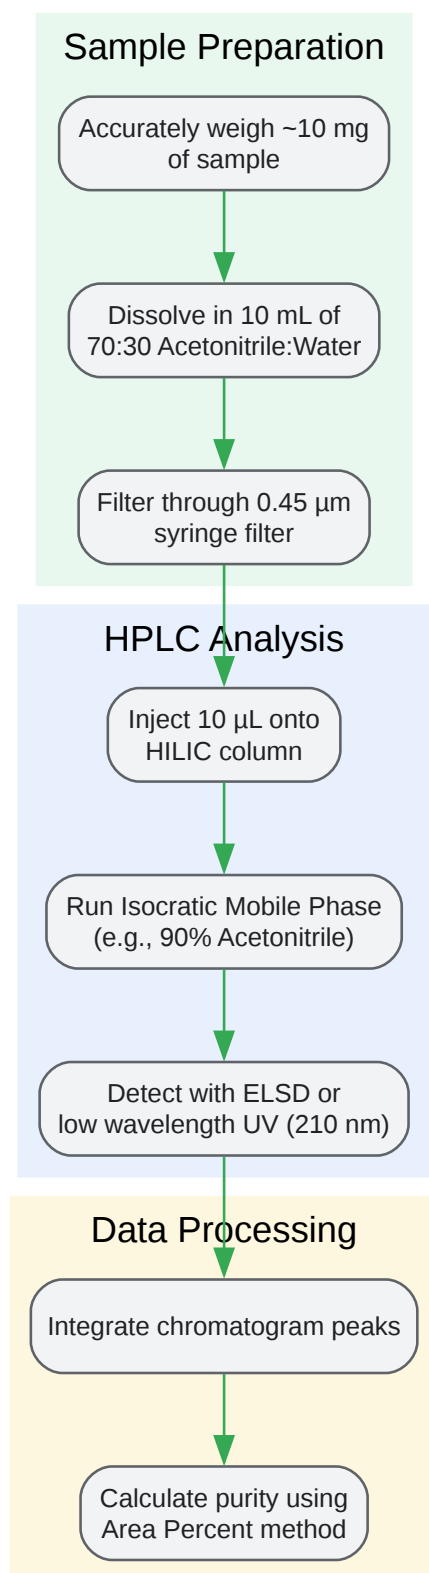 Sample Preparation
Accurately weigh ~10 mg
of sample
Dissolve in 10 mL of
70:30 Acetonitrile:Water
Filter through 0.45 µm
syringe filter
HPLC Analysis
Inject 10 µL onto
HILIC column
Run Isocratic Mobile Phase
(e.g., 90% Acetonitrile)
Detect with ELSD or
low wavelength UV (210 nm)
Data Processing
Integrate chromatogram peaks
Calculate purity using
Area Percent method